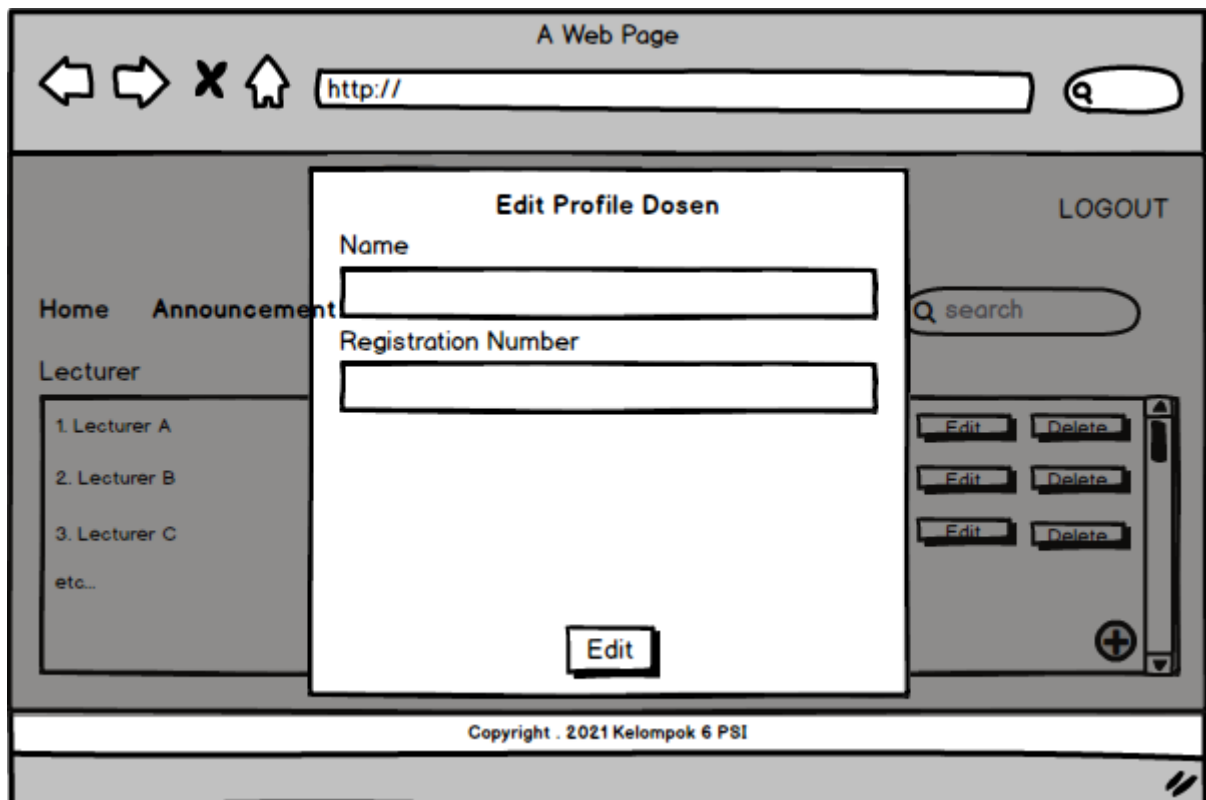 A Web Page
http://
LOGOUT
Edit Profile Dosen
Name
Home Announcement
search
Registration Number
Lecturer
1. Lecturer A Edit Delete
2. Lecturer B Edit Delete
3. Lecturer C Edit Delete
etc...
Edit
Copyright . 2021 Kelompok 6 PSI